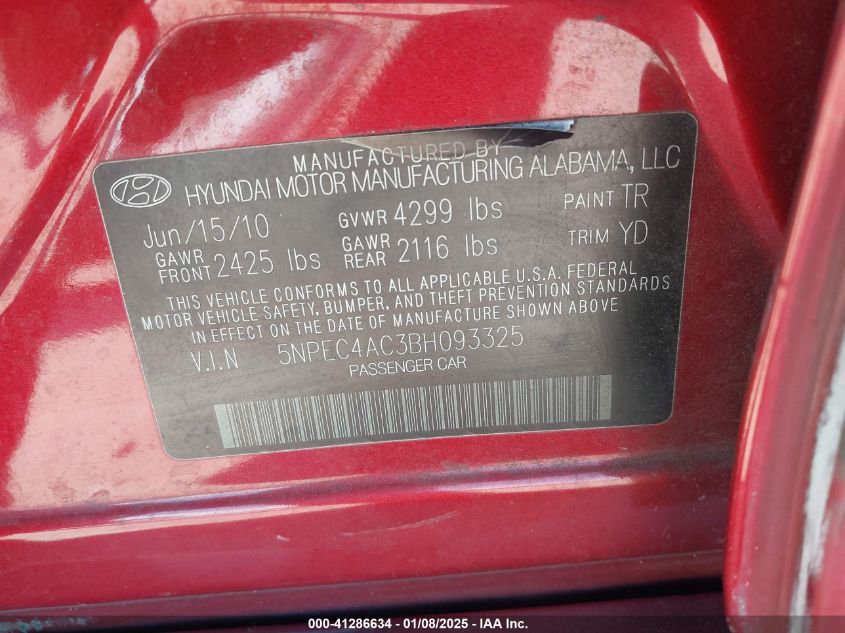 MANUFACTURED BY
HYUNDAI MOTOR MANUFACTURING ALABAMA, LLC
Jun/15/10 GVWR 4299 lbs PAINT TR
GAWR FRONT 2425 lbs GAWR REAR 2116 lbs TRIM YD
THIS VEHICLE CONFORMS TO ALL APPLICABLE U.S.A. FEDERAL
MOTOR VEHICLE SAFETY, BUMPER, AND THEFT PREVENTION STANDARDS
IN EFFECT ON THE DATE OF MANUFACTURE SHOWN ABOVE
V.I.N 5NPEC4AC3BH093325
PASSENGER CAR
000-41286634 - 01/08/2025 - IAA Inc.